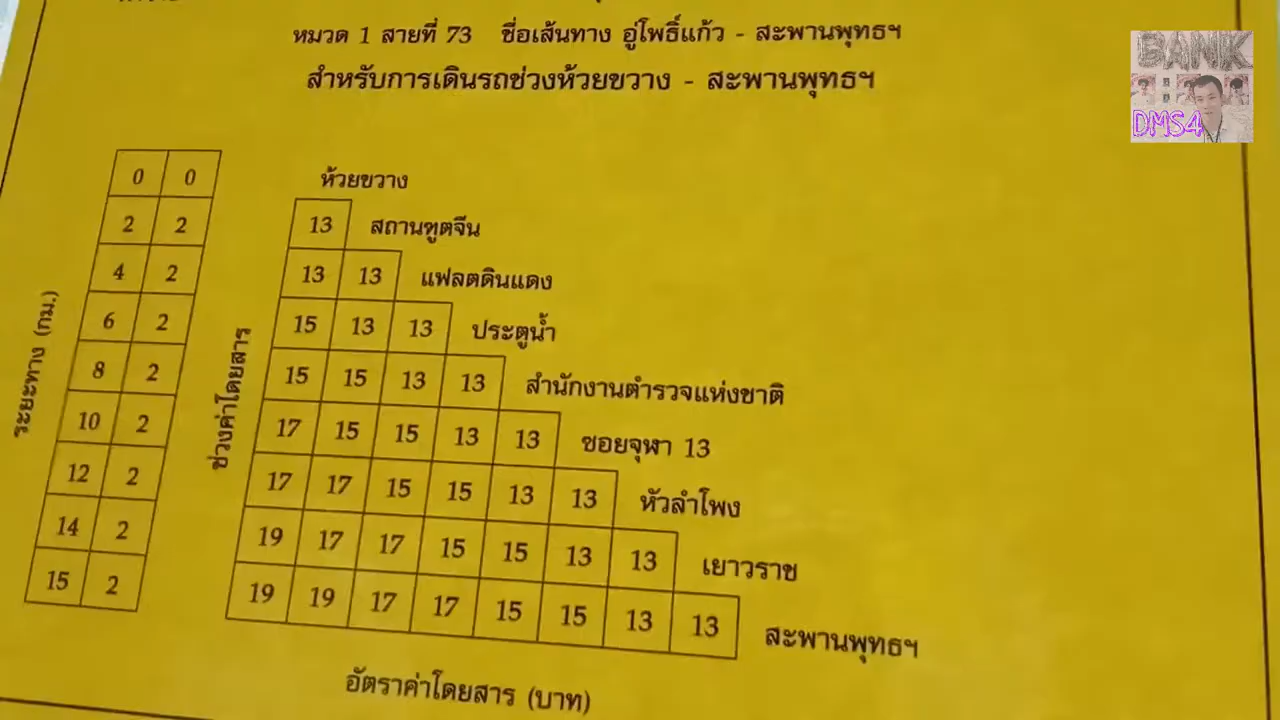 หมวด 1 สายที่ 73 ชื่อเส้นทาง อู่โพธิ์แก้ว - สะพานพุทธฯ
สำหรับการเดินรถช่วงห้วยขวาง - สะพานพุทธฯ
BANK
DMS4
0 0 ห้วยขวาง
2 2 13 สถานฑูตจีน
4 2 13 13 แฟลตดินแดง
6 2 15 13 13 ประตูน้ำ
8 2 15 15 13 13 สำนักงานตำรวจแห่งชาติ
10 2 17 15 15 13 13 ซอยจุฬา 13
12 2 17 17 15 15 13 13 หัวลำโพง
14 2 19 17 17 15 15 13 13 เยาวราช
15 2 19 19 17 17 15 15 13 13 สะพานพุทธฯ
ระยะทาง (กม.)
ช่วงค่าโดยสาร
อัตราค่าโดยสาร (บาท)